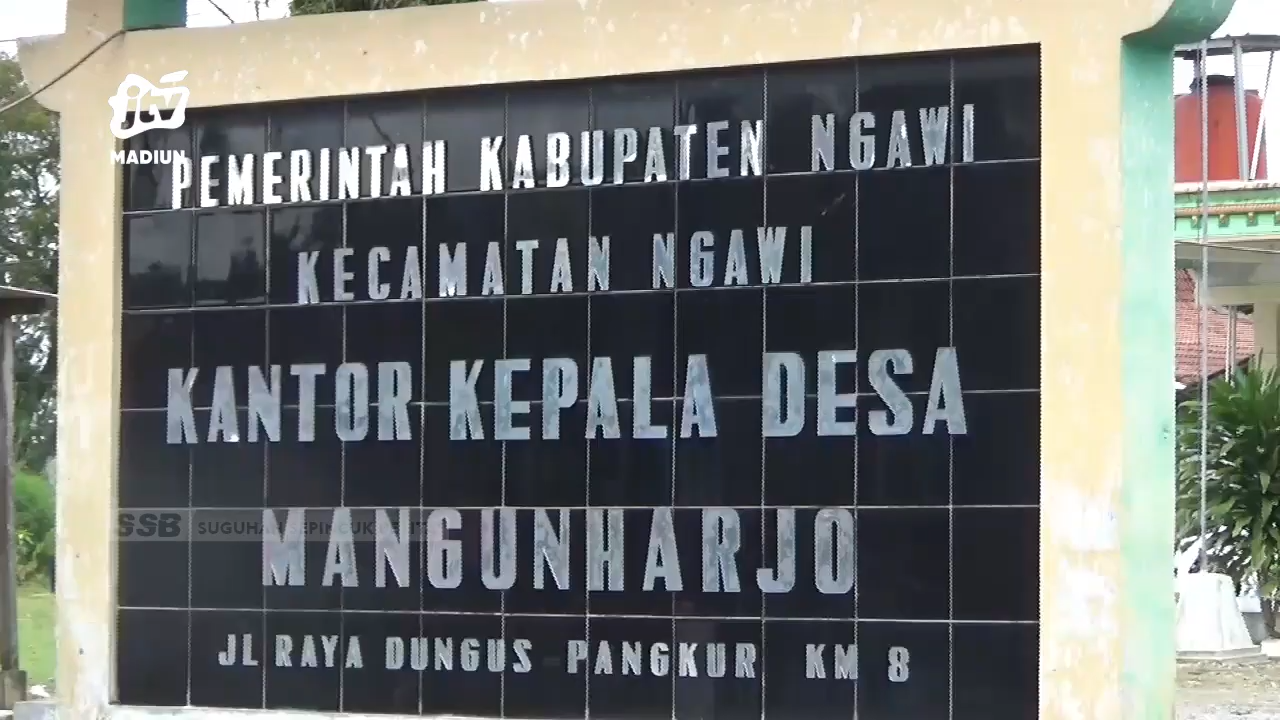 jtv
MADIUN
PEMERINTAH KABUPATEN NGAWI
KECAMATAN NGAWI
KANTOR KEPALA DESA
MANGUNHARJO
SSB SUGUHAN SEPINCUK
JL RAYA DUNGUS PANGKUR KM 8